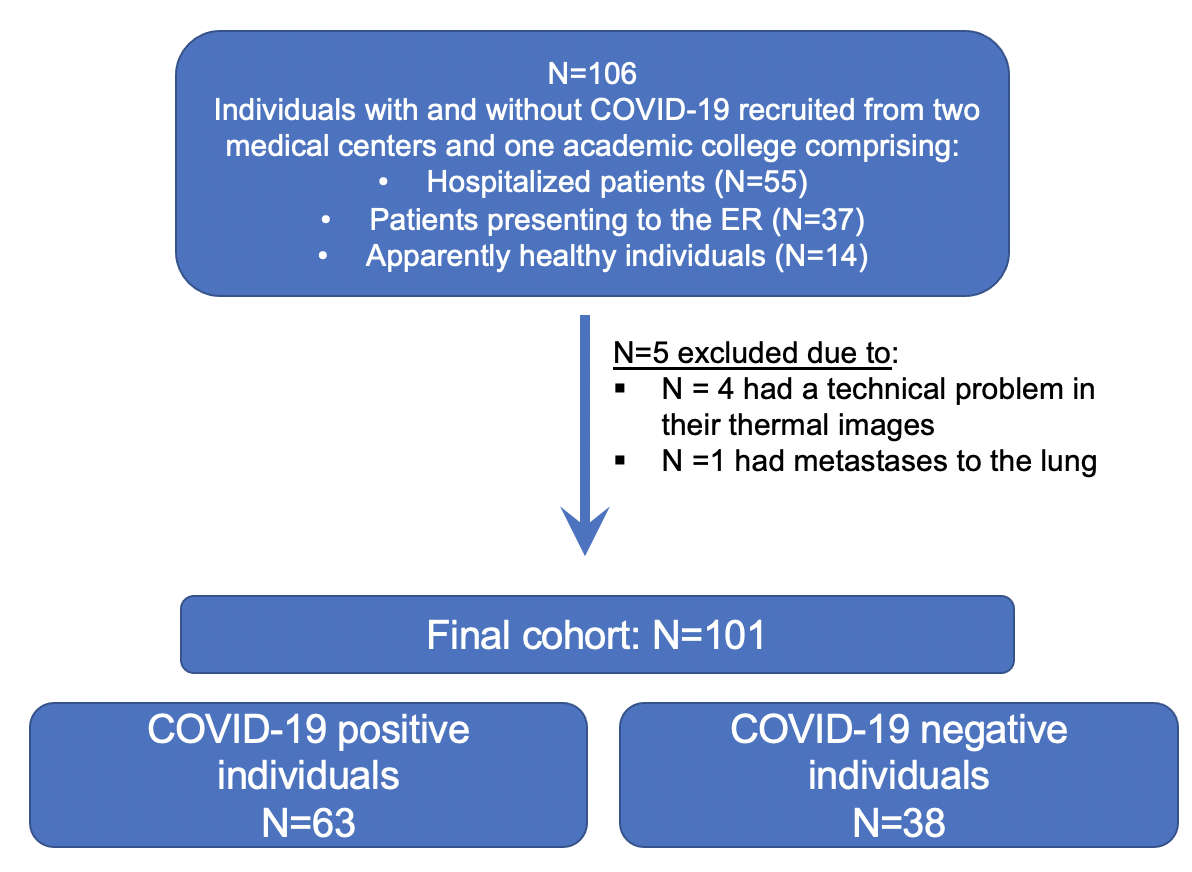 N=106
Individuals with and without COVID-19 recruited from two
medical centers and one academic college comprising:
• Hospitalized patients (N=55)
• Patients presenting to the ER (N=37)
• Apparently healthy individuals (N=14)
N=5 excluded due to:
▪ N = 4 had a technical problem in
their thermal images
▪ N =1 had metastases to the lung
Final cohort: N=101
COVID-19 positive
individuals
N=63
COVID-19 negative
individuals
N=38